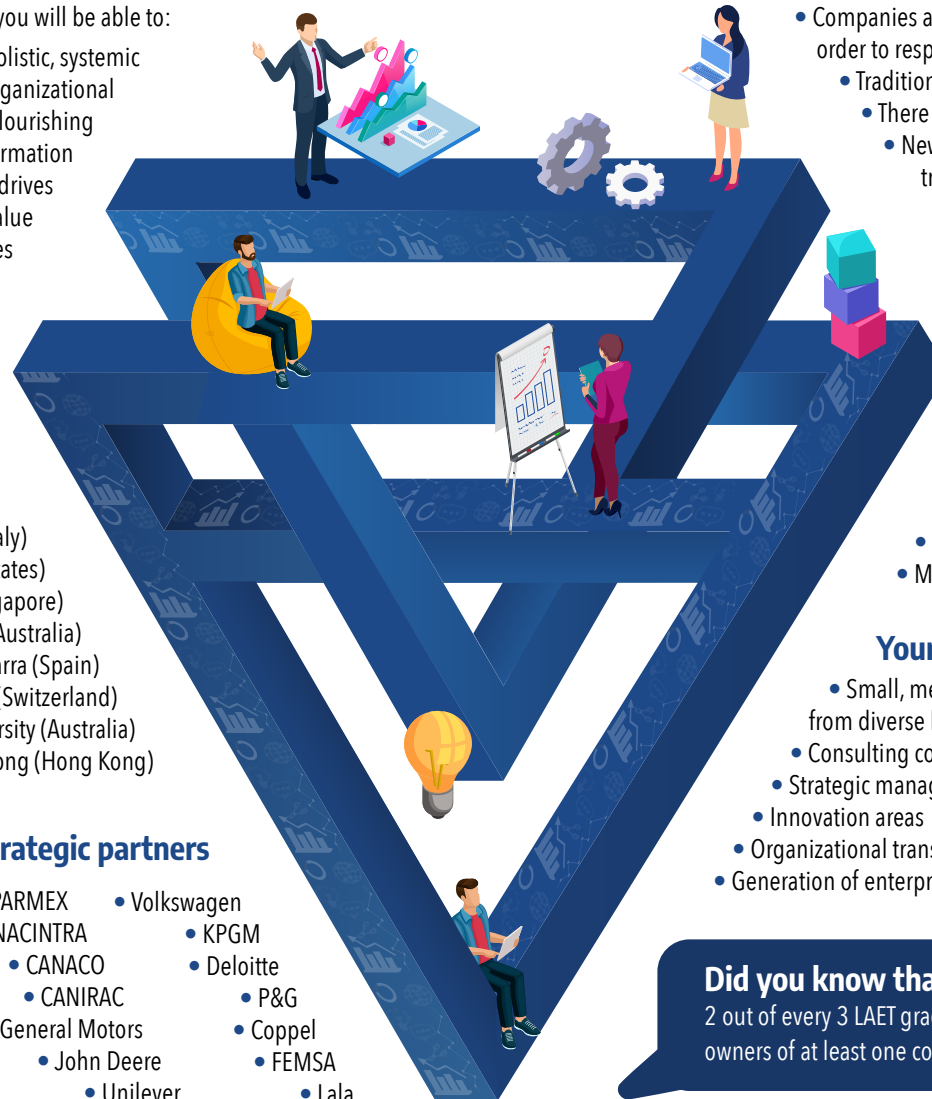 you will be able to:
olistic, systemic
ganizational
lourishing
rmation
drives
alue
es
• Companies a
order to resp
• Tradition
• There
• New
tr
aly)
ates)
gapore)
Australia)
arra (Spain)
(Switzerland)
rsity (Australia)
ong (Hong Kong)
•
• M
Your
• Small, me
from diverse
• Consulting co
• Strategic manag
• Innovation areas
• Organizational trans
• Generation of enterpr
rategic partners
PARMEX
NACINTRA
• CANACO
• CANIRAC
General Motors
• John Deere
• Unilever
• Volkswagen
• KPGM
• Deloitte
• P&G
• Coppel
• FEMSA
• Lala
Did you know tha
2 out of every 3 LAET gra
owners of at least one co